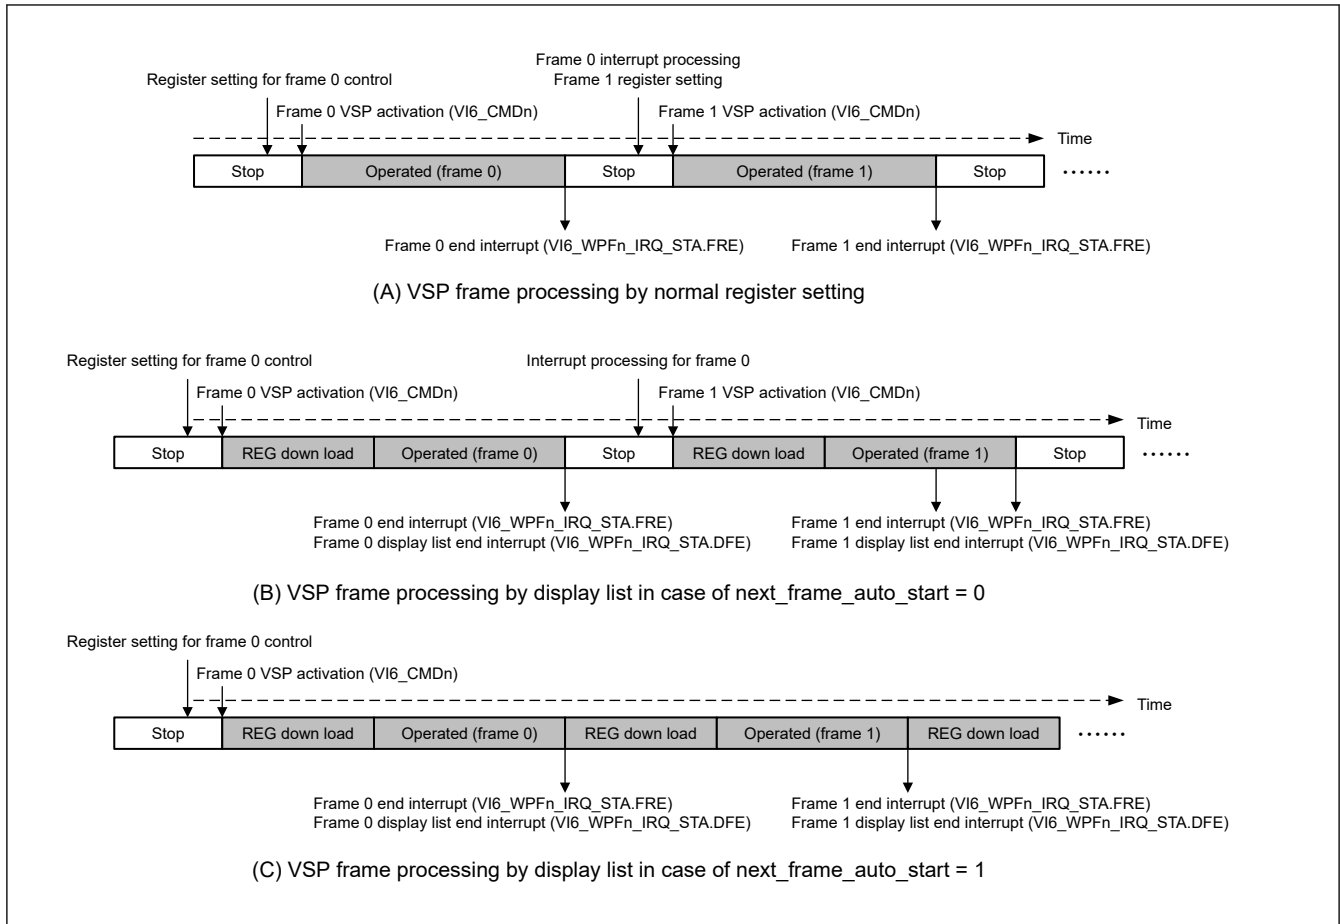 Frame 0 interrupt processing
Register setting for frame 0 control
Frame 1 register setting
Frame 0 VSP activation (VI6_CMDn)
Frame 1 VSP activation (VI6_CMDn)
Time
Stop
Operated (frame 0)
Stop
Operated (frame 1)
Stop
......
Frame 0 end interrupt (VI6_WPFn_IRQ_STA.FRE)
Frame 1 end interrupt (VI6_WPFn_IRQ_STA.FRE)
(A) VSP frame processing by normal register setting
Register setting for frame 0 control
Interrupt processing for frame 0
Frame 0 VSP activation (VI6_CMDn)
Frame 1 VSP activation (VI6_CMDn)
Time
Stop
REG down load
Operated (frame 0)
Stop
REG down load
Operated (frame 1)
Stop
......
Frame 0 end interrupt (VI6_WPFn_IRQ_STA.FRE)
Frame 0 display list end interrupt (VI6_WPFn_IRQ_STA.DFE)
Frame 1 end interrupt (VI6_WPFn_IRQ_STA.FRE)
Frame 1 display list end interrupt (VI6_WPFn_IRQ_STA.DFE)
(B) VSP frame processing by display list in case of next_frame_auto_start = 0
Register setting for frame 0 control
Frame 0 VSP activation (VI6_CMDn)
Time
Stop
REG down load
Operated (frame 0)
REG down load
Operated (frame 1)
REG down load
......
Frame 0 end interrupt (VI6_WPFn_IRQ_STA.FRE)
Frame 0 display list end interrupt (VI6_WPFn_IRQ_STA.DFE)
Frame 1 end interrupt (VI6_WPFn_IRQ_STA.FRE)
Frame 1 display list end interrupt (VI6_WPFn_IRQ_STA.DFE)
(C) VSP frame processing by display list in case of next_frame_auto_start = 1